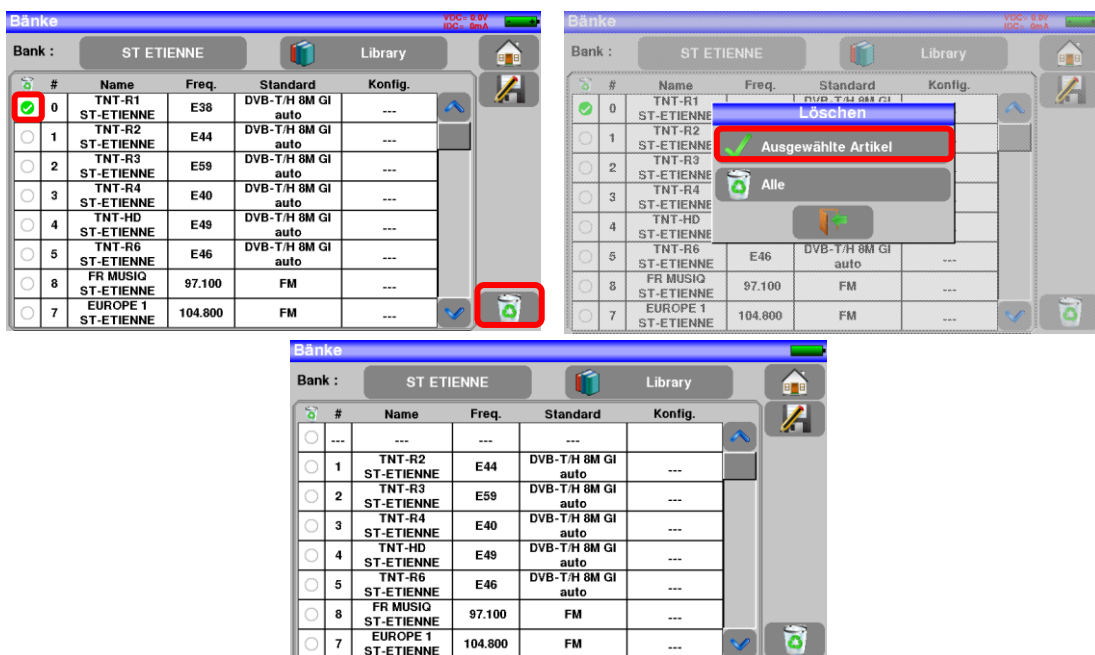 Bänke VDC= 0.0V
IDC= 0mA
Bank : ST ETIENNE Library
# Name Freq. Standard Konfig.
0 TNT-R1 ST-ETIENNE E38 DVB-T/H 8M GI auto ---
1 TNT-R2 ST-ETIENNE E44 DVB-T/H 8M GI auto ---
2 TNT-R3 ST-ETIENNE E59 DVB-T/H 8M GI auto ---
3 TNT-R4 ST-ETIENNE E40 DVB-T/H 8M GI auto ---
4 TNT-HD ST-ETIENNE E49 DVB-T/H 8M GI auto ---
5 TNT-R6 ST-ETIENNE E46 DVB-T/H 8M GI auto ---
8 FR MUSIQ ST-ETIENNE 97.100 FM ---
7 EUROPE 1 ST-ETIENNE 104.800 FM ---
Bänke VDC= 0.0V
IDC= 0mA
Bank : ST ETIENNE Library
# Name Freq. Standard Konfig.
0 TNT-R1 ST-ETIENNE
1 TNT-R2 ST-ETIENNE
2 TNT-R3 ST-ETIENNE
3 TNT-R4 ST-ETIENNE
4 TNT-HD ST-ETIENNE
5 TNT-R6 ST-ETIENNE E46 DVB-T/H 8M GI auto ---
8 FR MUSIQ ST-ETIENNE 97.100 FM ---
7 EUROPE 1 ST-ETIENNE 104.800 FM ---
Löschen
Ausgewählte Artikel
Alle
Bänke
Bank : ST ETIENNE Library
# Name Freq. Standard Konfig.
--- --- --- ---
1 TNT-R2 ST-ETIENNE E44 DVB-T/H 8M GI auto ---
2 TNT-R3 ST-ETIENNE E59 DVB-T/H 8M GI auto ---
3 TNT-R4 ST-ETIENNE E40 DVB-T/H 8M GI auto ---
4 TNT-HD ST-ETIENNE E49 DVB-T/H 8M GI auto ---
5 TNT-R6 ST-ETIENNE E46 DVB-T/H 8M GI auto ---
8 FR MUSIQ ST-ETIENNE 97.100 FM ---
7 EUROPE 1 ST-ETIENNE 104.800 FM ---